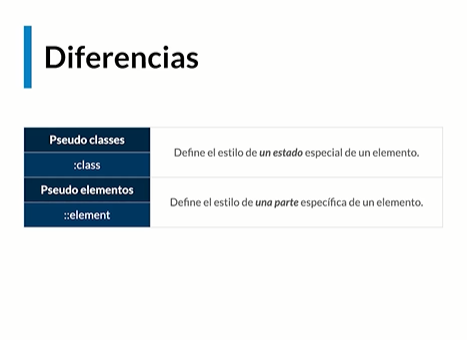 Diferencias
Pseudo classes
:class
Define el estilo de un estado especial de un elemento.
Pseudo elementos
::element
Define el estilo de una parte específica de un elemento.